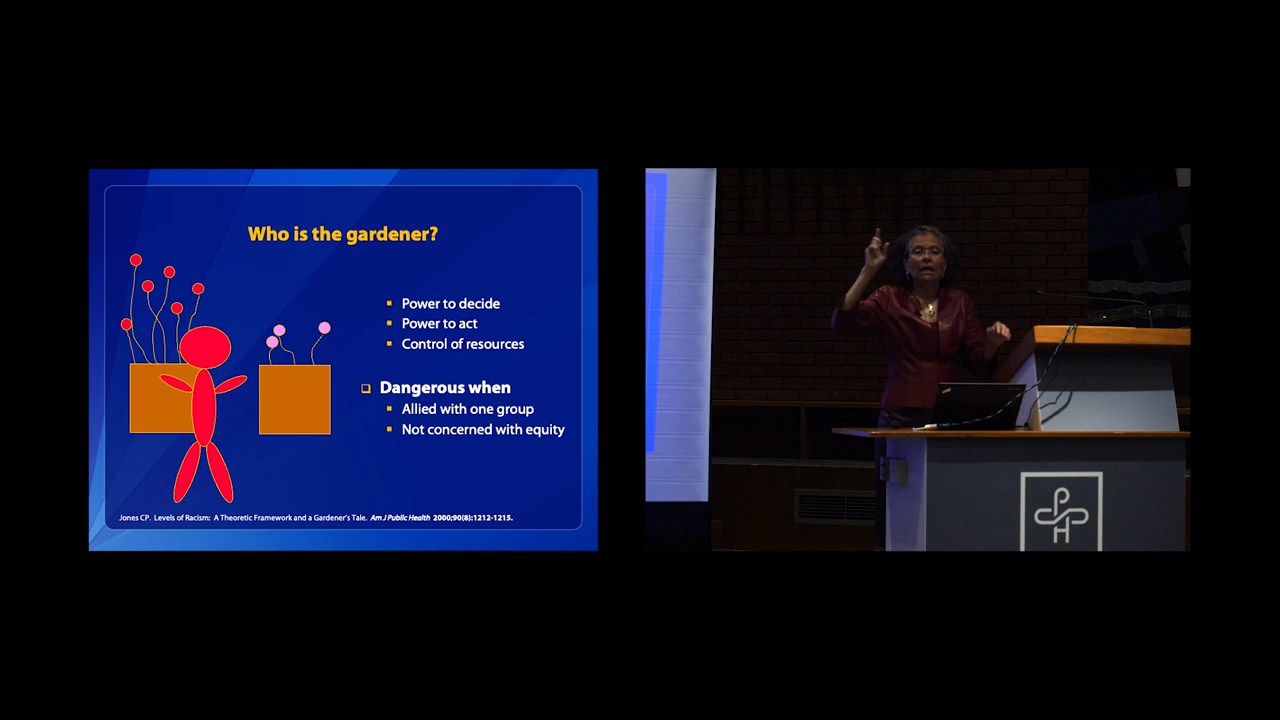 Who is the gardener?
Power to decide
Power to act
Control of resources
Dangerous when
Allied with one group
Not concerned with equity
Jones CP. Levels of Racism: A Theoretic Framework and a Gardener's Tale. Am J Public Health 2000;90(8):1212-1215.
P
H